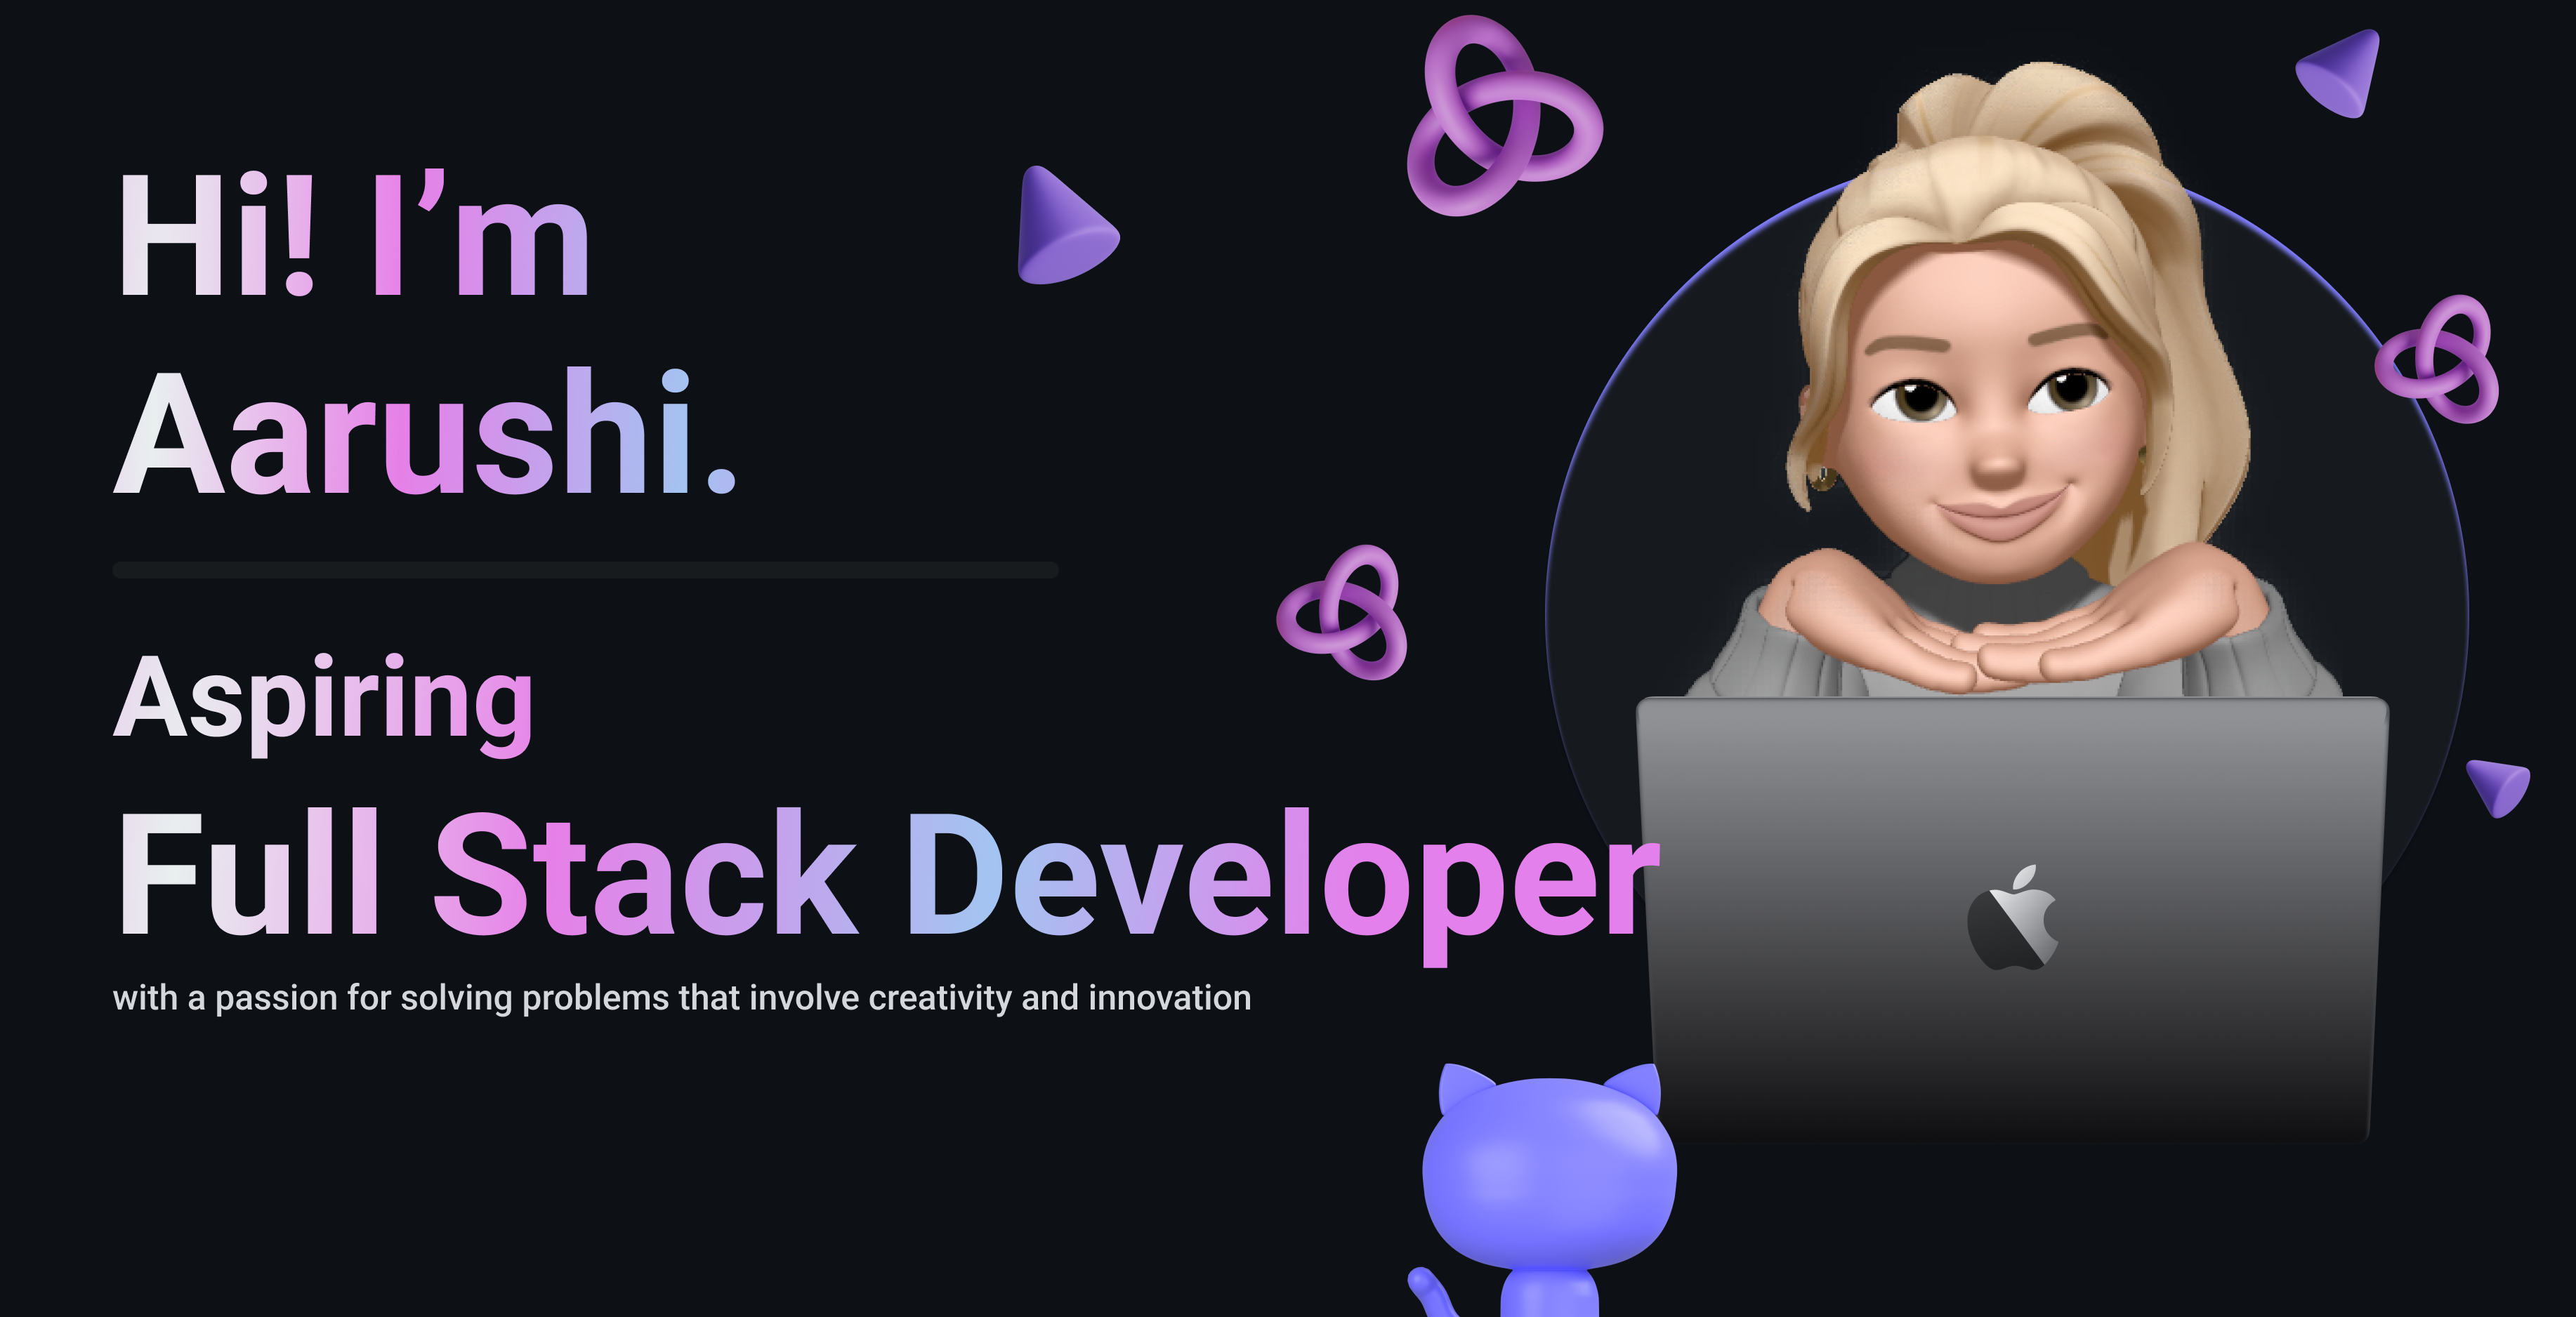 Hi! I’m
Aarushi.
Aspiring
Full Stack Developer
with a passion for solving problems that involve creativity and innovation